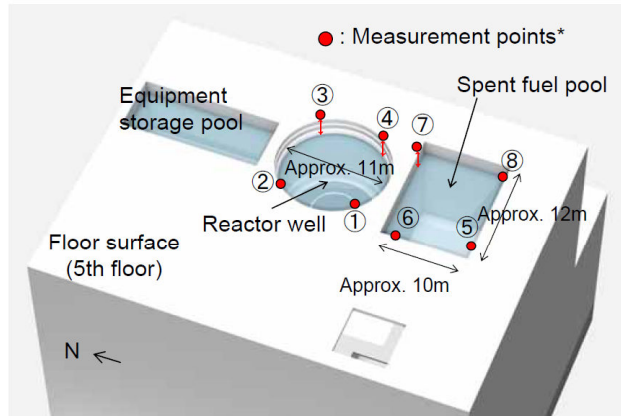 : Measurement points*
Equipment
storage pool
Spent fuel pool
③
④
⑦
⑧
②
①
⑥
⑤
Approx. 11m
Reactor well
Approx. 12m
Floor surface
(5th floor)
Approx. 10m
N